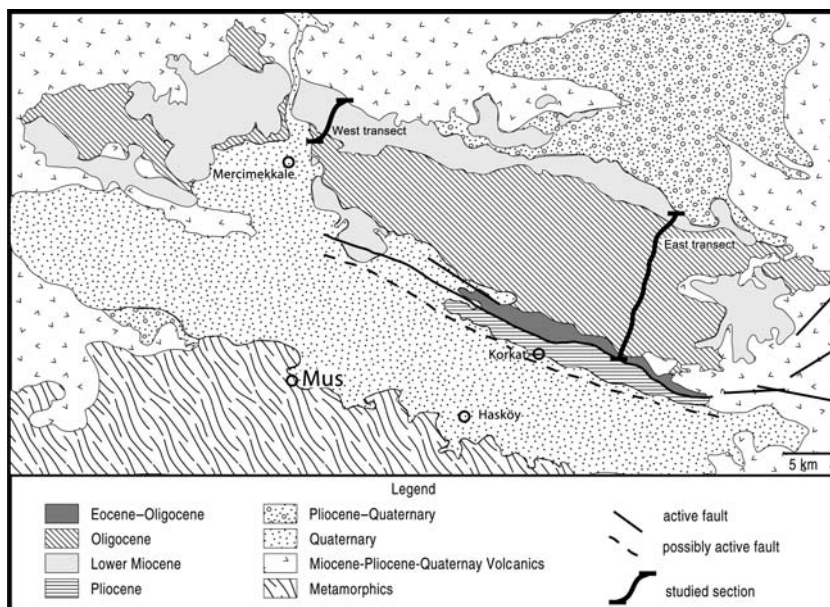 West transect
Mercimekkale
East transect
Korkat
Mus
Hasköy
5 km
Legend
Eocene–Oligocene
Oligocene
Lower Miocene
Pliocene
Pliocene–Quaternary
Quaternary
Miocene-Pliocene-Quaternay Volcanics
Metamorphics
active fault
possibly active fault
studied section